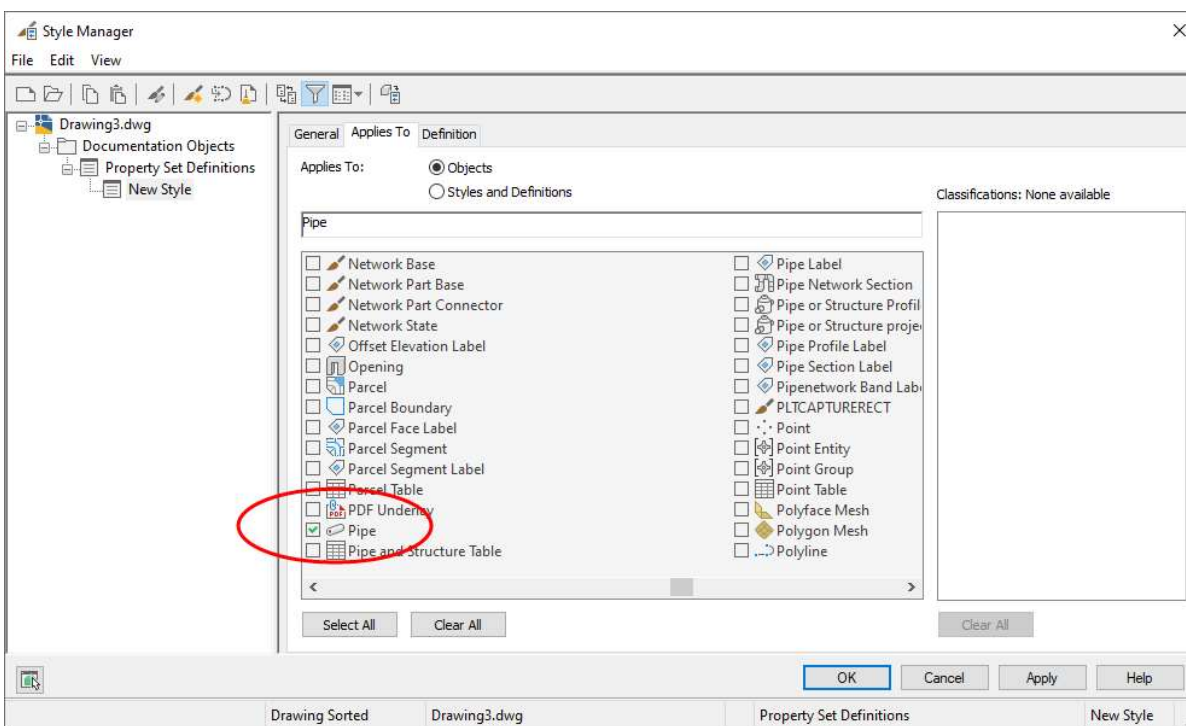 Style Manager
File Edit View
Drawing3.dwg
Documentation Objects
Property Set Definitions
New Style
General Applies To Definition
Applies To:
Objects
Styles and Definitions
Classifications: None available
Pipe
Network Base
Network Part Base
Network Part Connector
Network State
Offset Elevation Label
Opening
Parcel
Parcel Boundary
Parcel Face Label
Parcel Segment
Parcel Segment Label
Parcel Table
PDF Underlay
Pipe
Pipe and Structure Table
Pipe Label
Pipe Network Section
Pipe or Structure Profil
Pipe or Structure proje
Pipe Profile Label
Pipe Section Label
Pipenetwork Band Lab
PLTCAPTURERECT
Point
Point Entity
Point Group
Point Table
Polyface Mesh
Polygon Mesh
Polyline
Select All Clear All Clear All
OK Cancel Apply Help
Drawing Sorted Drawing3.dwg Property Set Definitions New Style